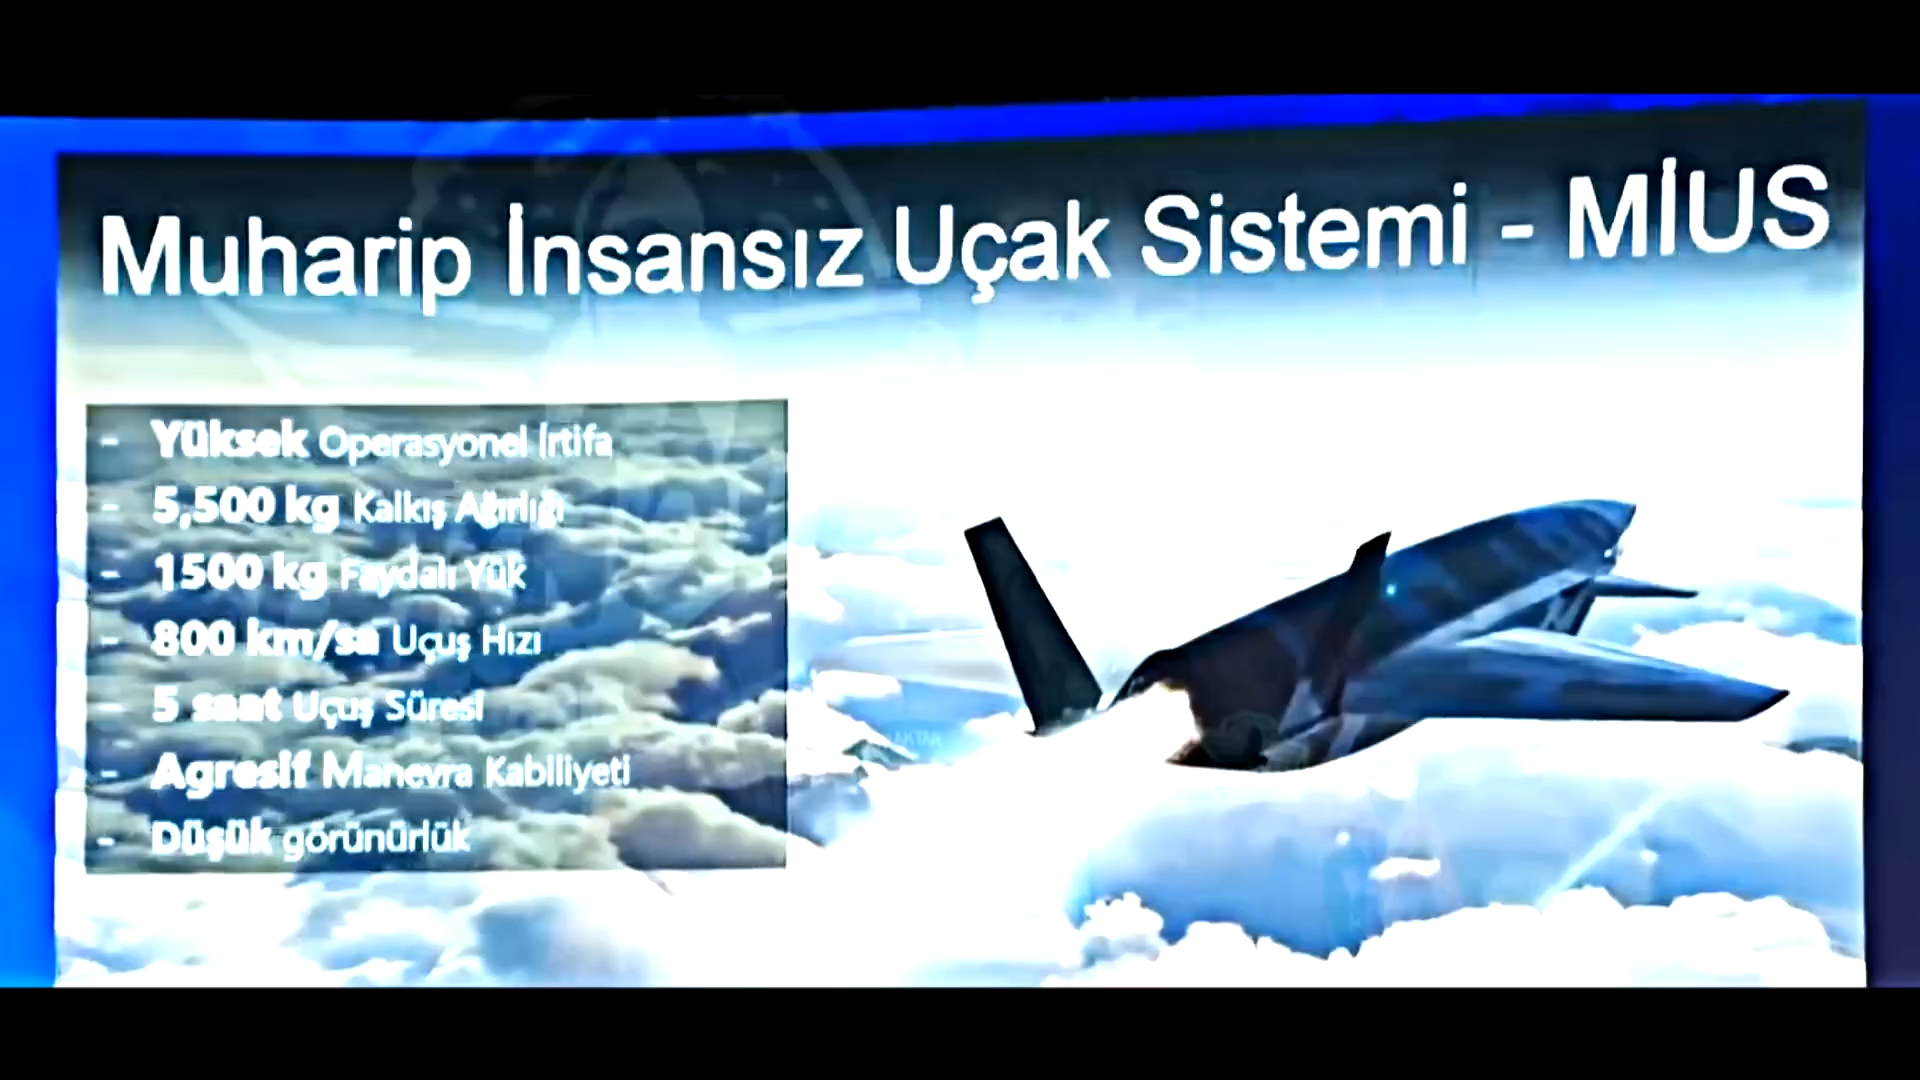 Muharip İnsansız Uçak Sistemi - MİUS
- Yüksek Operasyonel İrtifa
- 5,500 kg Kalkış Ağırlığı
- 1500 kg Faydalı Yük
- 800 km/sa Uçuş Hızı
- 5 saat Uçuş Süresi
- Agresif Manevra Kabiliyeti
- Düşük görünürlük